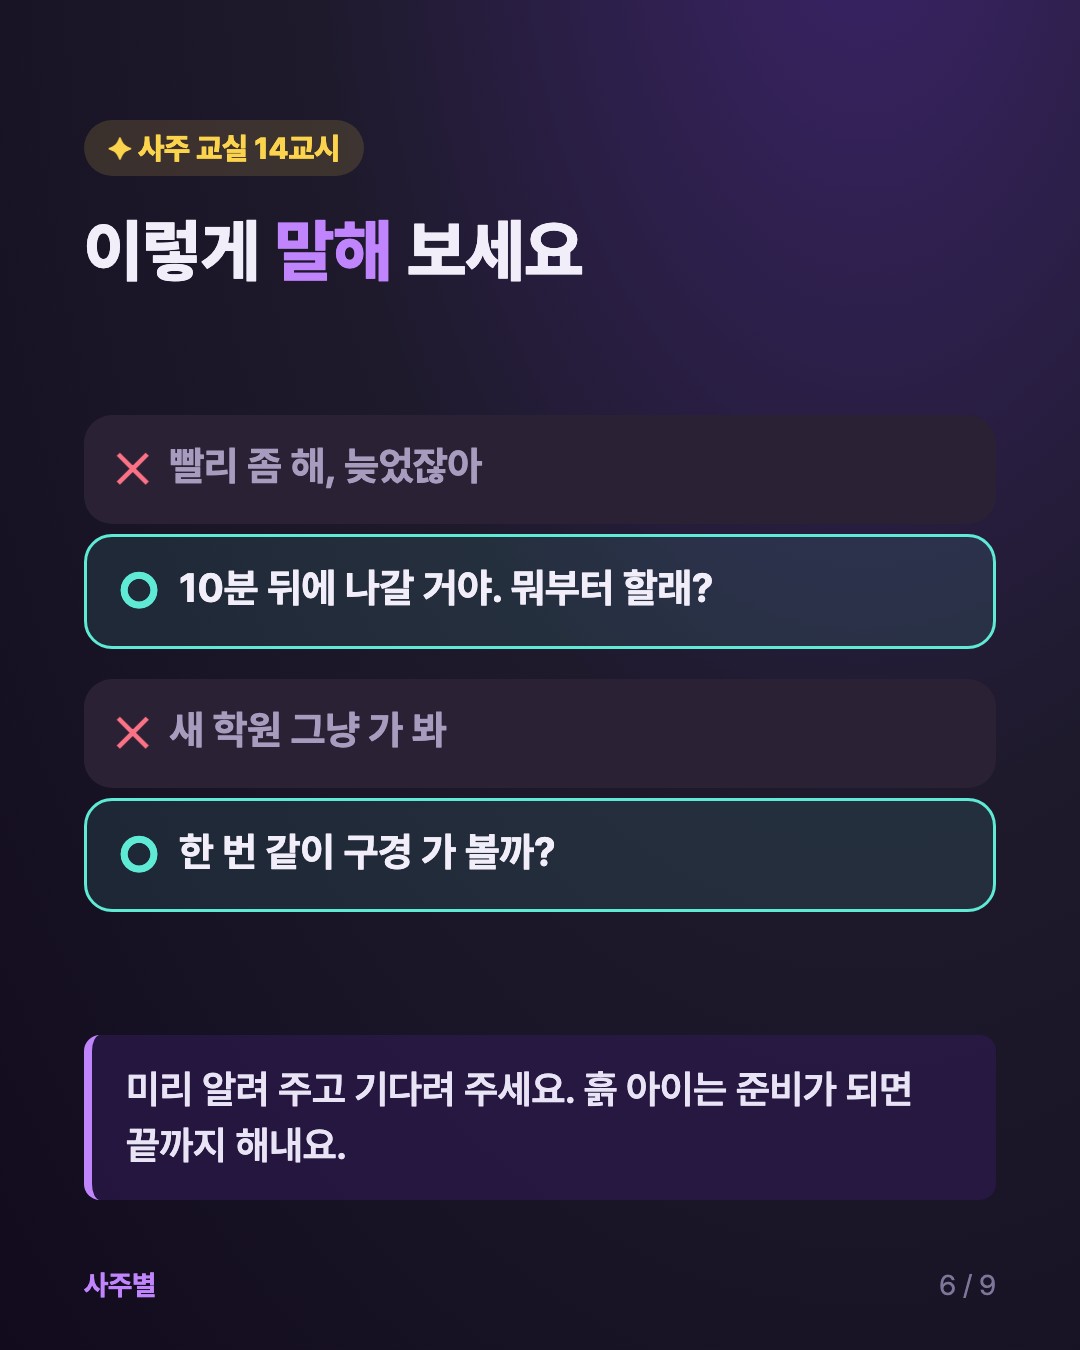 사주 교실 14교시
이렇게 말해 보세요
빨리 좀 해, 늦었잖아
10분 뒤에 나갈 거야. 뭐부터 할래?
새 학원 그냥 가 봐
한 번 같이 구경 가 볼까?
미리 알려 주고 기다려 주세요. 흙 아이는 준비가 되면
끝까지 해내요.
사주별
6 / 9